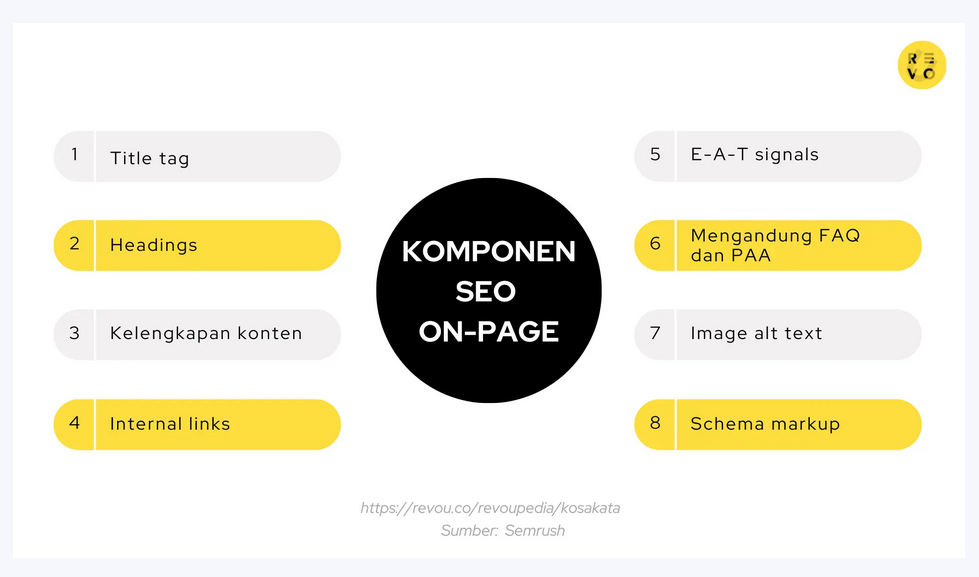 RE
VO
1 Title tag
2 Headings
3 Kelengkapan konten
4 Internal links
KOMPONEN
SEO
ON-PAGE
5 E-A-T signals
6 Mengandung FAQ
dan PAA
7 Image alt text
8 Schema markup
https://revou.co/revoupedia/kosakata
Sumber: Semrush